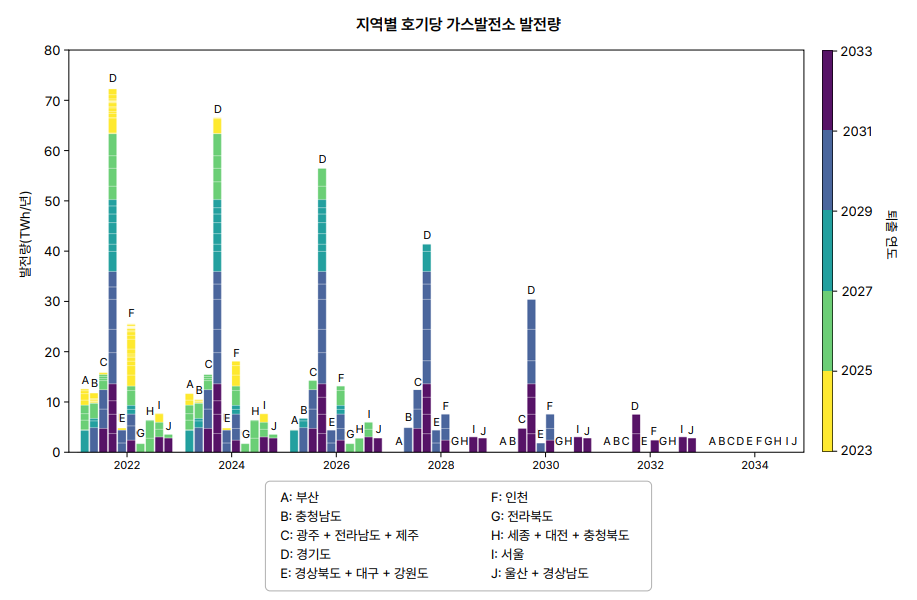 지역별 호기당 가스발전소 발전량
발전량(TWh/년)
80
70
60
50
40
30
20
10
0
A B C D E F G H I J
A B C D E F G H I J
A B C D E F G H I J
A B C D E F G H I J
A B C D E F G H I J
A B C D E F G H I J
A B C D E F G H I J
2022 2024 2026 2028 2030 2032 2034
2033
2031
2029
2027
2025
2023
퇴출 연도
A: 부산
B: 충청남도
C: 광주 + 전라남도 + 제주
D: 경기도
E: 경상북도 + 대구 + 강원도
F: 인천
G: 전라북도
H: 세종 + 대전 + 충청북도
I: 서울
J: 울산 + 경상남도